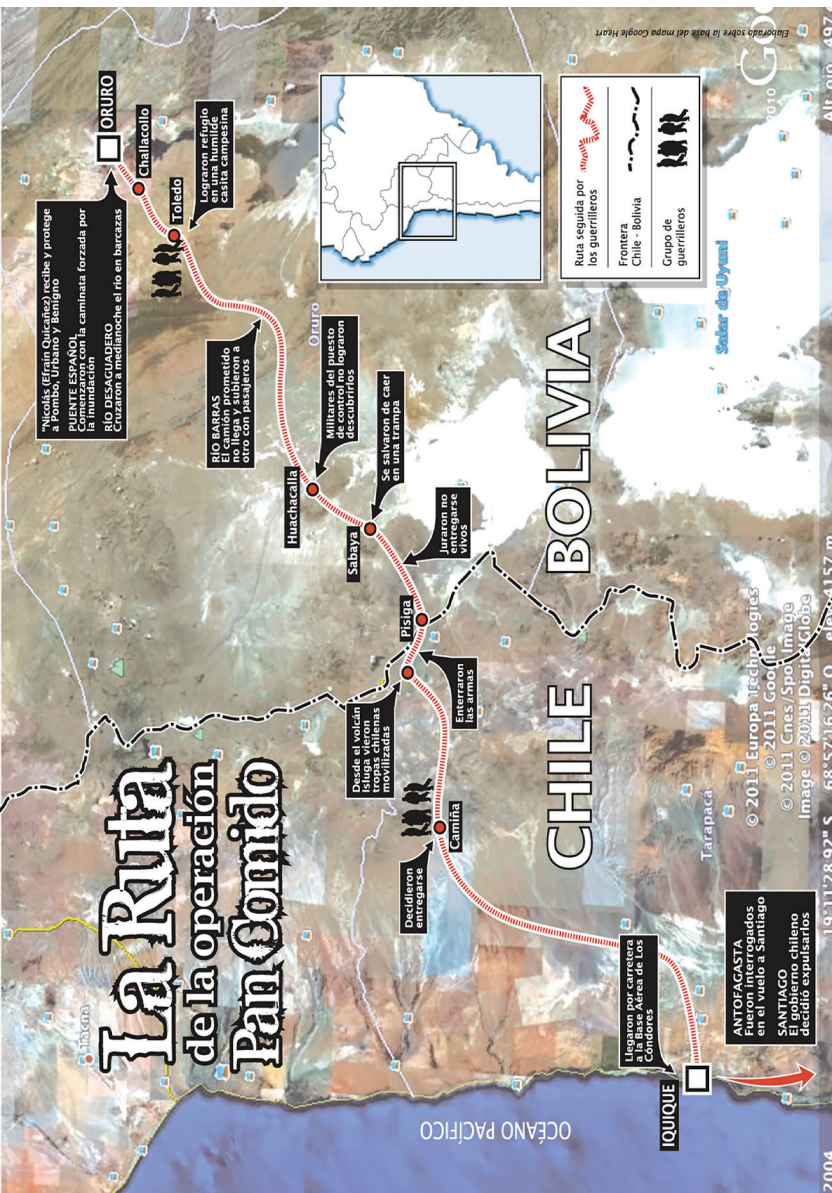 La Ruta
de la operación
Pan Comido
"Nicolás (Efrain Quicañez) recibe y protege
a Pombo, Urbano y Benigno
PUENTE ESPAÑOL
Comenzaron con la caminata forzada por
la inundación
RÍO DESAGUADERO
Cruzaron a medianoche el río en barcazas
ORURO
Challacollo
Toledo
Lograron refugio
en una humilde
casita campesina
RÍO BARRAS
El camión prometido
no llega y subieron a
otro con pasajeros
Oruro
Huachacalla
Militares del puesto
de control no lograron
descubrirlos
Sabaya
Se salvaron de caer
en una trampa
Juraron no
entregarse
vivos
Pisiga
Enterraron
las armas
Desde el volcán
Isluga vieron
tropas chilenas
movilizadas
Camiña
Decidieron
entregarse
CHILE
BOLIVIA
Tacna
Tarapacá
Salar de Uyuni
OCÉANO PACÍFICO
Llegaron por carretera
a la Base Aérea de Los
Cóndores
IQUIQUE
ANTOFAGASTA
Fueron interrogados
en el vuelo a Santiago
SANTIAGO
El gobierno chileno
decidió expulsarlos
Ruta seguida por
los guerrilleros
Frontera
Chile - Bolivia
Grupo de
guerrilleros
Elaborado sobre la base del mapa Google Heart
© 2011 Europa Technologies
© 2011 Google
© 2011 Cnes/Spot Image
Image © 2011 DigitalGlobe
2010
Goo
2004
4157 m